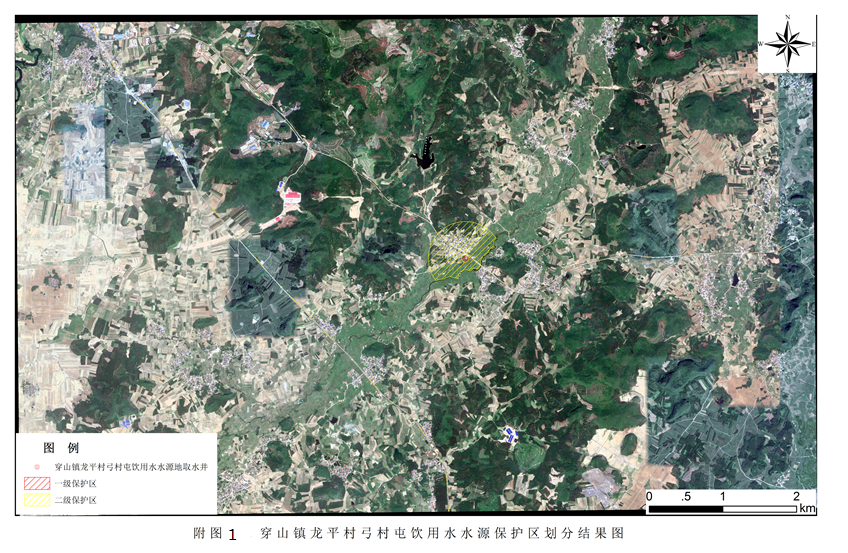 N
W E
S
图 例
穿山镇龙平村弓村屯饮用水水源地取水井
一级保护区
二级保护区
0 .5 1 2
km
附图1 穿山镇龙平村弓村屯饮用水水源保护区划分结果图